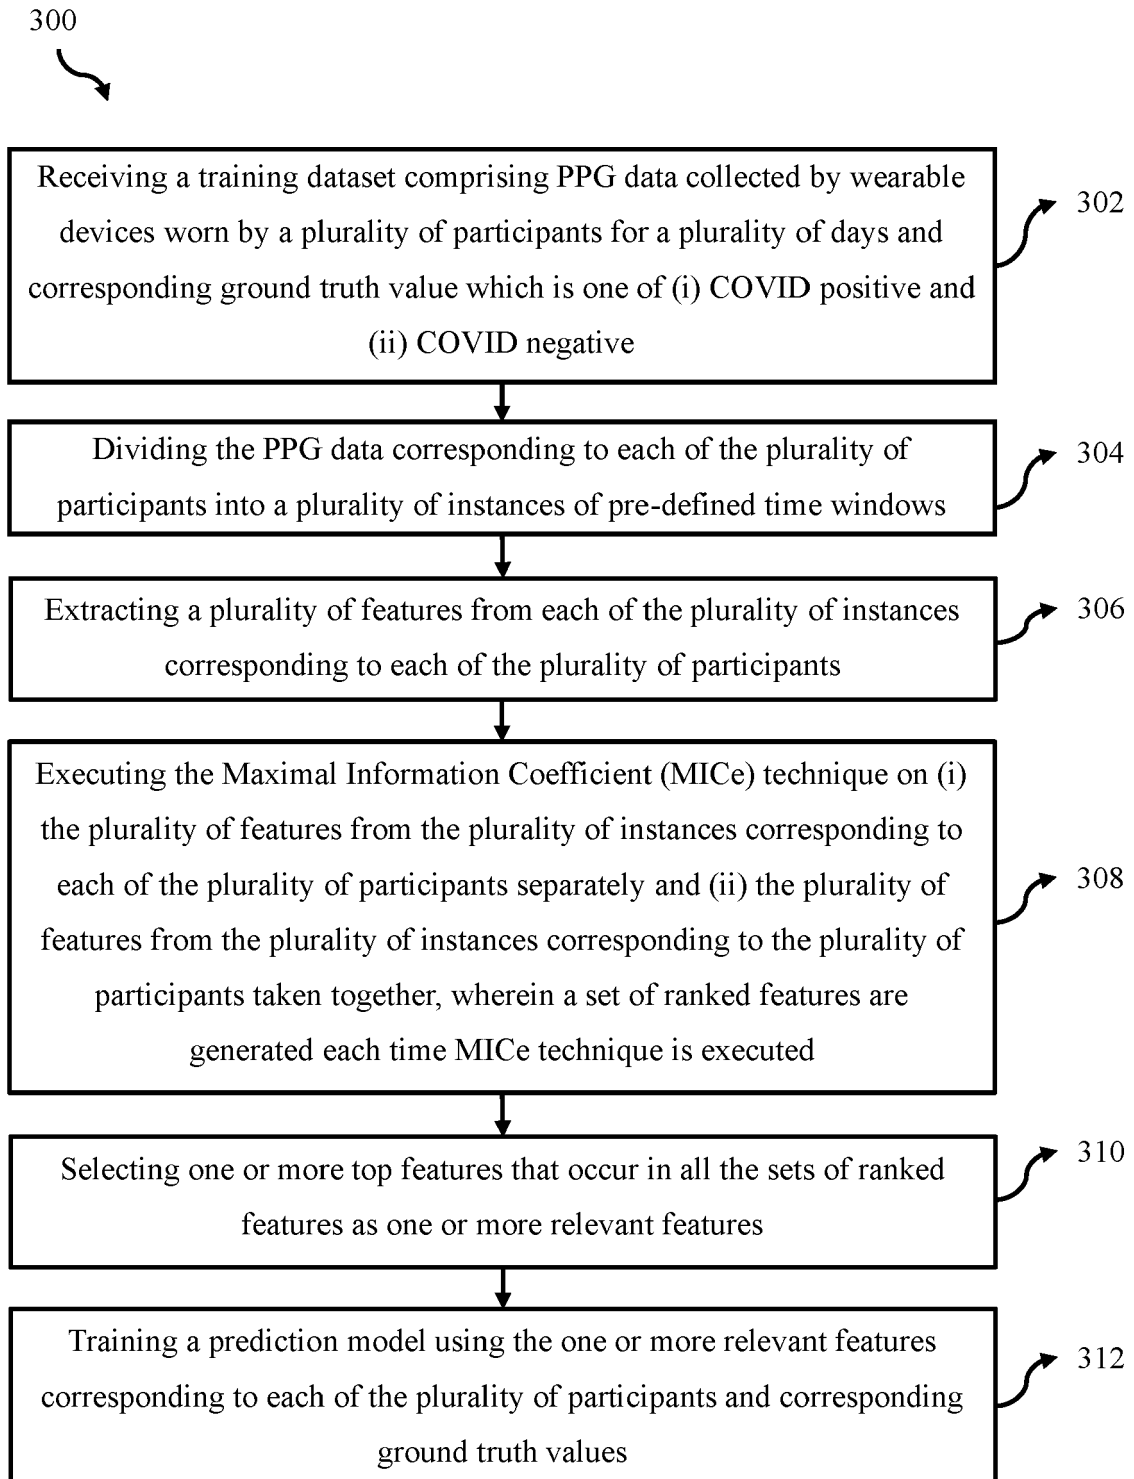 300
Receiving a training dataset comprising PPG data collected by wearable
devices worn by a plurality of participants for a plurality of days and
corresponding ground truth value which is one of (i) COVID positive and
(ii) COVID negative
302
Dividing the PPG data corresponding to each of the plurality of
participants into a plurality of instances of pre-defined time windows
304
Extracting a plurality of features from each of the plurality of instances
corresponding to each of the plurality of participants
306
Executing the Maximal Information Coefficient (MICe) technique on (i)
the plurality of features from the plurality of instances corresponding to
each of the plurality of participants separately and (ii) the plurality of
features from the plurality of instances corresponding to the plurality of
participants taken together, wherein a set of ranked features are
generated each time MICe technique is executed
308
Selecting one or more top features that occur in all the sets of ranked
features as one or more relevant features
310
Training a prediction model using the one or more relevant features
corresponding to each of the plurality of participants and corresponding
ground truth values
312